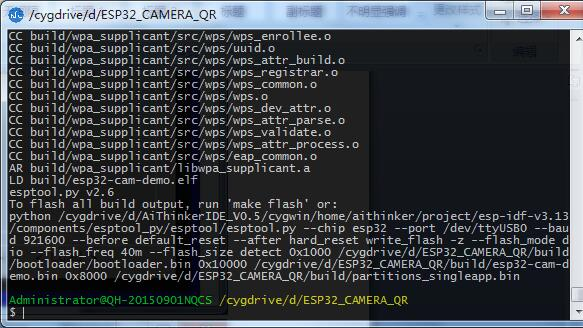 /cygdrive/d/ESP32_CAMERA_QR
CC build/wpa_supplicant/src/wps/wps_enrollee.o
CC build/wpa_supplicant/src/wps/uuid.o
CC build/wpa_supplicant/src/wps/wps_attr_build.o
CC build/wpa_supplicant/src/wps/wps_registrar.o
CC build/wpa_supplicant/src/wps/wps_common.o
CC build/wpa_supplicant/src/wps/wps.o
CC build/wpa_supplicant/src/wps/wps_dev_attr.o
CC build/wpa_supplicant/src/wps/wps_attr_parse.o
CC build/wpa_supplicant/src/wps/wps_validate.o
CC build/wpa_supplicant/src/wps/wps_attr_process.o
CC build/wpa_supplicant/src/wps/eap_common.o
AR build/wpa_supplicant/libwpa_supplicant.a
LD build/esp32-cam-demo.elf
esptool.py v2.6
To flash all build output, run 'make flash' or:
python /cygdrive/d/AiThinkerIDE_V0.5/cygwin/home/aithinker/project/esp-idf-v3.13
/components/esptool_py/esptool/esptool.py --chip esp32 --port /dev/ttyUSB0 --bau
d 921600 --before default_reset --after hard_reset write_flash -z --flash_mode d
io --flash_freq 40m --flash_size detect 0x1000 /cygdrive/d/ESP32_CAMERA_QR/build
/bootloader/bootloader.bin 0x10000 /cygdrive/d/ESP32_CAMERA_QR/build/esp32-cam-d
emo.bin 0x8000 /cygdrive/d/ESP32_CAMERA_QR/build/partitions_singleapp.bin
Administrator@QH-20150901NQCS /cygdrive/d/ESP32_CAMERA_QR
$